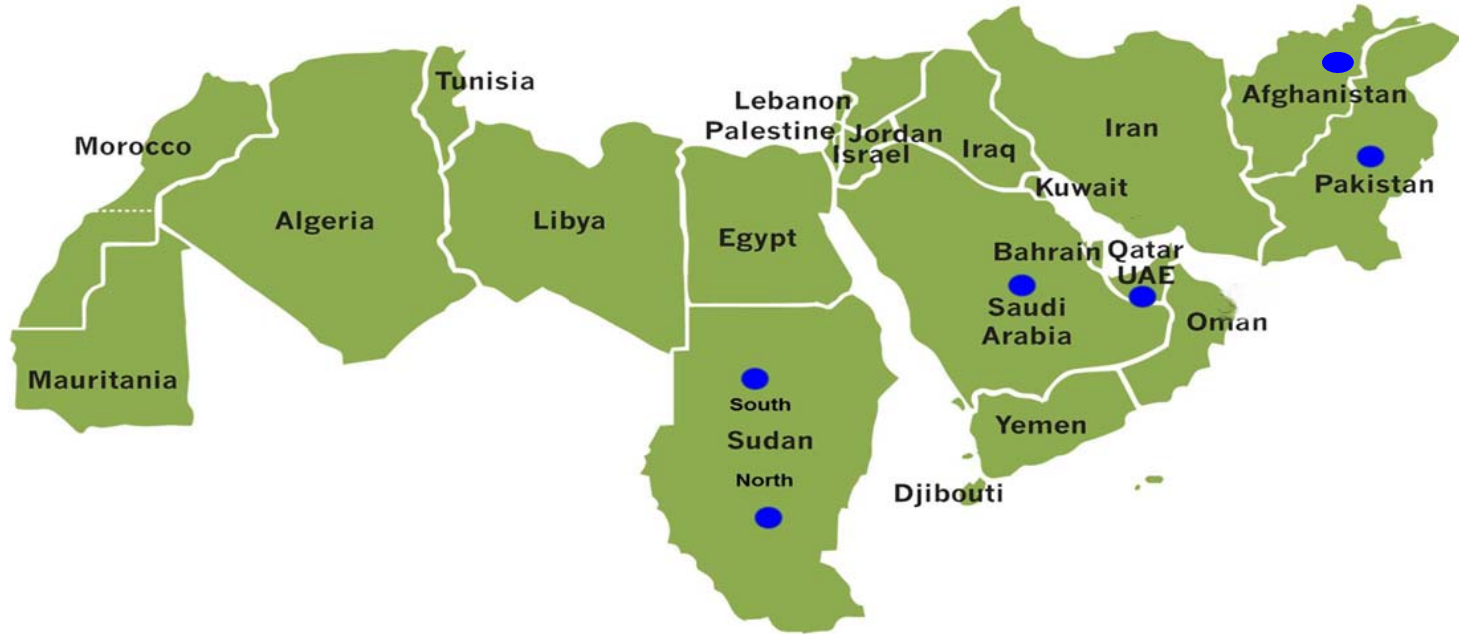 Tunisia
Morocco
Algeria
Libya
Egypt
Mauritania
Lebanon
Palestine
Jordan
Israel
Iraq
Iran
Kuwait
Afghanistan
Pakistan
Bahrain
Qatar
UAE
Saudi
Arabia
Oman
Yemen
Djibouti
South
Sudan
North